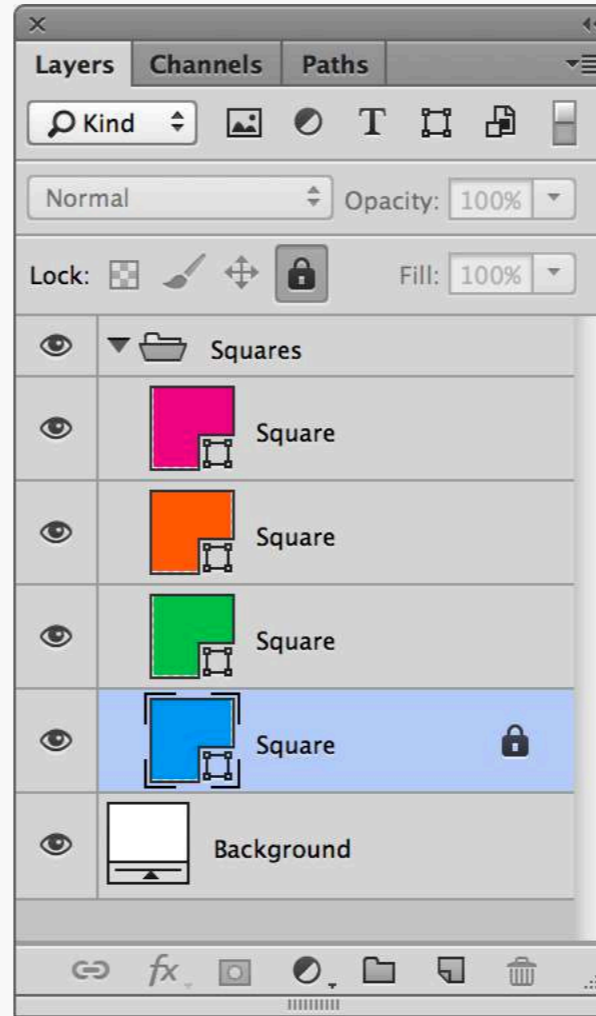 Layers Channels Paths
Kind T
Normal Opacity: 100%
Lock: Fill: 100%
Squares
Square
Square
Square
Square
Background
fx